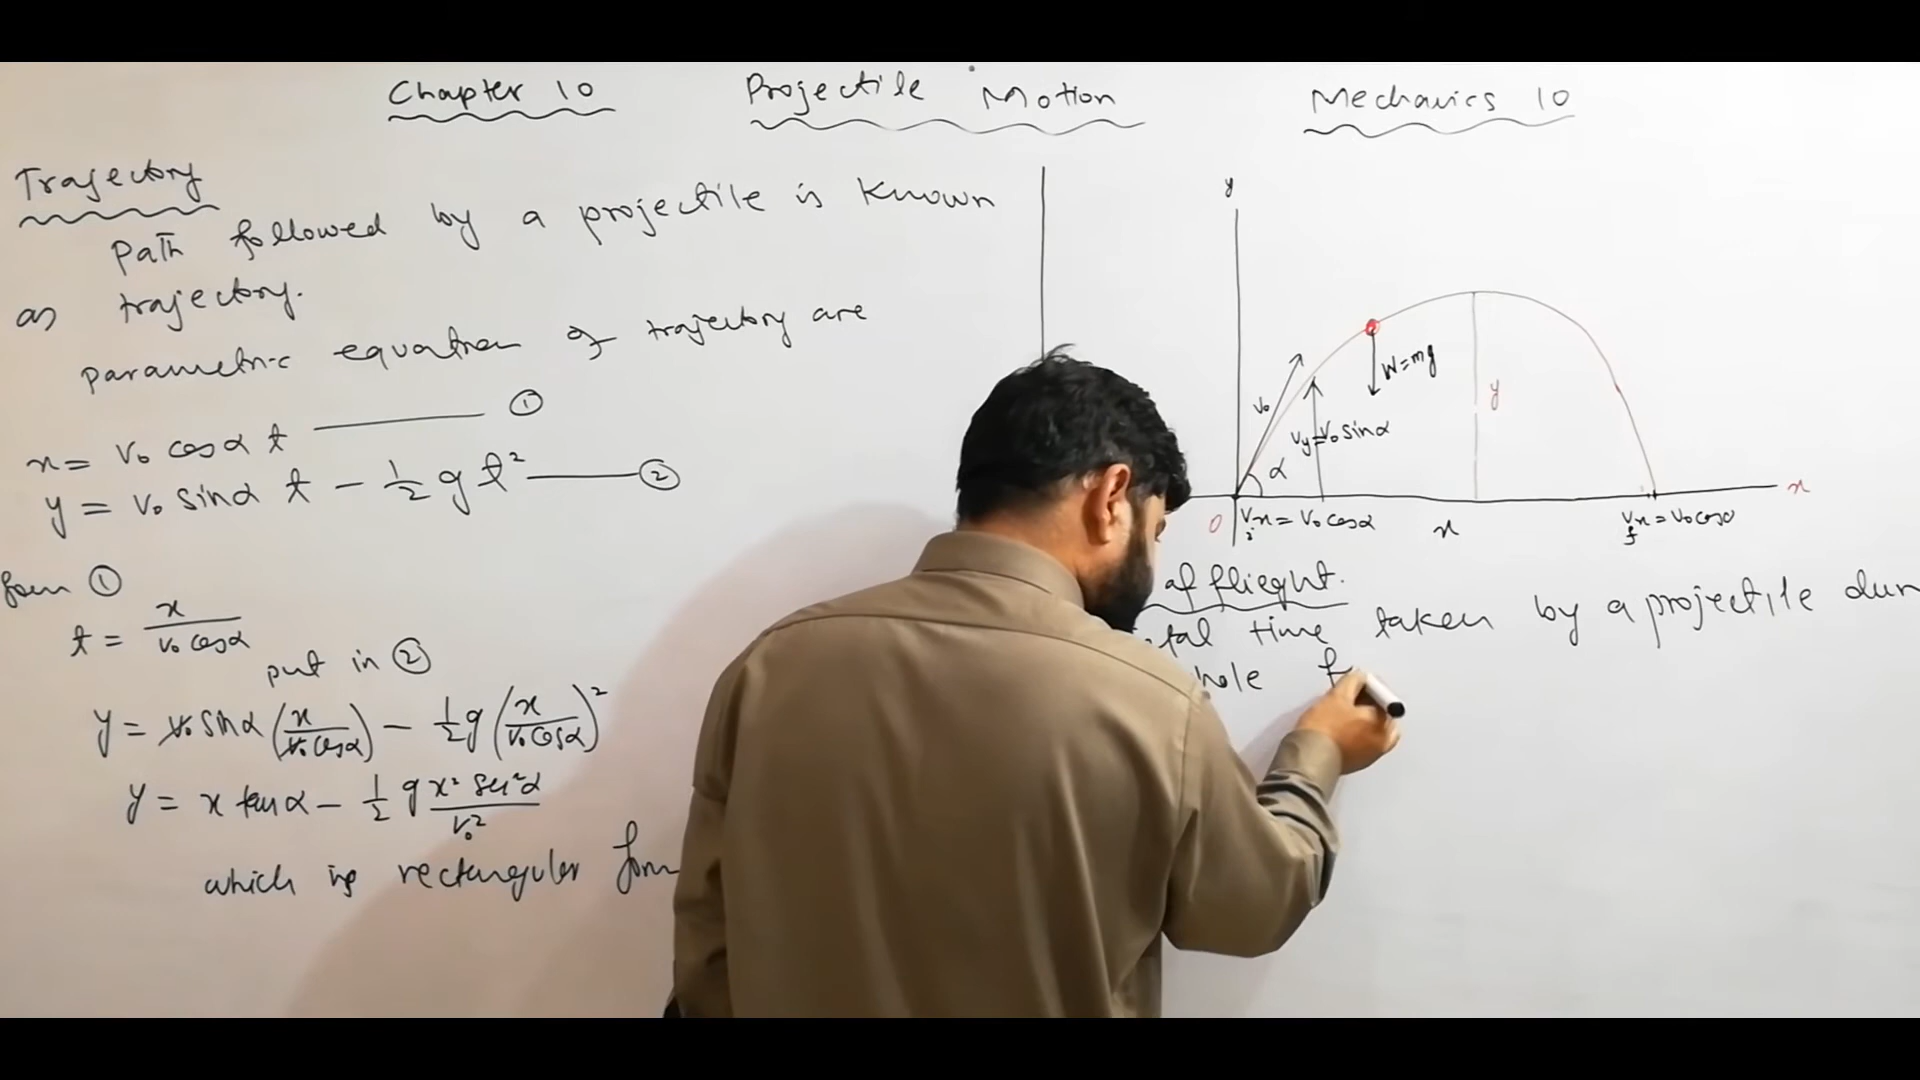 Chapter 10 Projectile Motion Mechanics 10
Trajectory
Path followed by a projectile is known
as trajectory.
parametric equation of trajectory are
x = v₀ cosα t ——— ①
y = v₀ sinα t − 1/2 g t² ——— ②
from ①
t = x / v₀ cosα
put in ②
y = v₀ sinα (x / v₀ cosα) − 1/2 g (x / v₀ cosα)²
y = x tanα − 1/2 g x² sec²α / v₀²
which is rectangular form
y
W=mg
v₀
y
vy=v₀ sinα
α
x
O
vᵢx = v₀ cosα
x
v_f x = v₀ cosα
of flieght.
time taken by a projectile